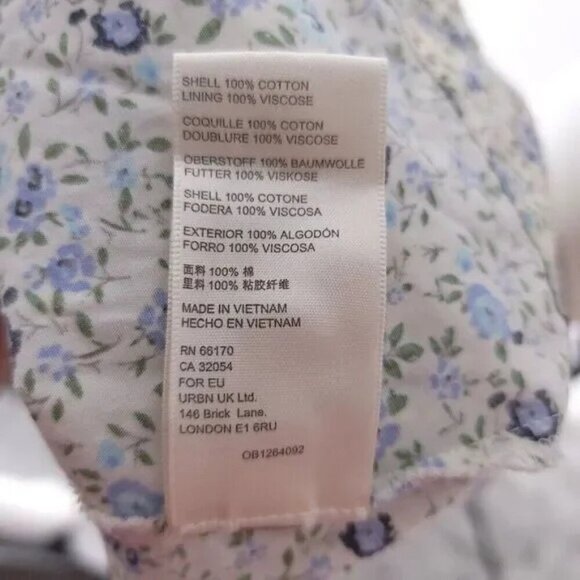 SHELL 100% COTTON
LINING 100% VISCOSE
COQUILLE 100% COTON
DOUBLURE 100% VISCOSE
OBERSTOFF 100% BAUMWOLLE
FUTTER 100% VISKOSE
SHELL 100% COTONE
FODERA 100% VISCOSA
EXTERIOR 100% ALGODÓN
FORRO 100% VISCOSA
面料 100% 棉
里料 100% 粘胶纤维
MADE IN VIETNAM
HECHO EN VIETNAM
RN 66170
CA 32054
FOR EU
URBN UK Ltd.
146 Brick Lane.
LONDON E1 6RU
OB1264092